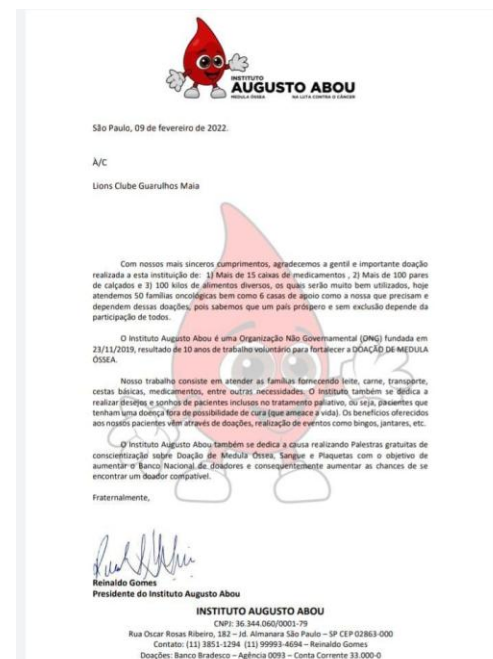 INSTITUTO
AUGUSTO ABOU
MEDULA ÓSSEA NA LUTA CONTRA O CÂNCER
São Paulo, 09 de fevereiro de 2022.
À/C
Lions Clube Guarulhos Maia
Com nossos mais sinceros cumprimentos, agradecemos a gentil e importante doação
realizada a esta instituição de: 1) Mais de 15 caixas de medicamentos , 2) Mais de 100 pares
de calçados e 3) 100 kilos de alimentos diversos, os quais serão muito bem utilizados, hoje
atendemos 50 famílias oncológicas bem como 6 casas de apoio como a nossa que precisam e
dependem dessas doações, pois sabemos que um país próspero e sem exclusão depende da
participação de todos.
O Instituto Augusto Abou é uma Organização Não Governamental (ONG) fundada em
23/11/2019, resultado de 10 anos de trabalho voluntário para fortalecer a DOAÇÃO DE MEDULA
ÓSSEA.
Nosso trabalho consiste em atender as famílias fornecendo leite, carne, transporte,
cestas básicas, medicamentos, entre outras necessidades. O Instituto também se dedica a
realizar desejos e sonhos de pacientes inclusos no tratamento paliativo, ou seja, pacientes que
tenham uma doença fora de possibilidade de cura (que ameace a vida). Os benefícios oferecidos
aos nossos pacientes vêm através de doações, realização de eventos como bingos, jantares, etc.
O Instituto Augusto Abou também se dedica a causa realizando Palestras gratuitas de
conscientização sobre Doação de Medula Óssea, Sangue e Plaquetas com o objetivo de
aumentar o Banco Nacional de doadores e consequentemente aumentar as chances de se
encontrar um doador compatível.
Fraternalmente,
Reinaldo Gomes
Presidente do Instituto Augusto Abou
INSTITUTO AUGUSTO ABOU
CNPJ: 36.344.060/0001-79
Rua Oscar Rosas Ribeiro, 182 – Jd. Almanara São Paulo – SP CEP 02863-000
Contato: (11) 3851-1294 (11) 99993-4694 – Reinaldo Gomes
Doações: Banco Bradesco – Agência 0093 – Conta Corrente 33.000-0